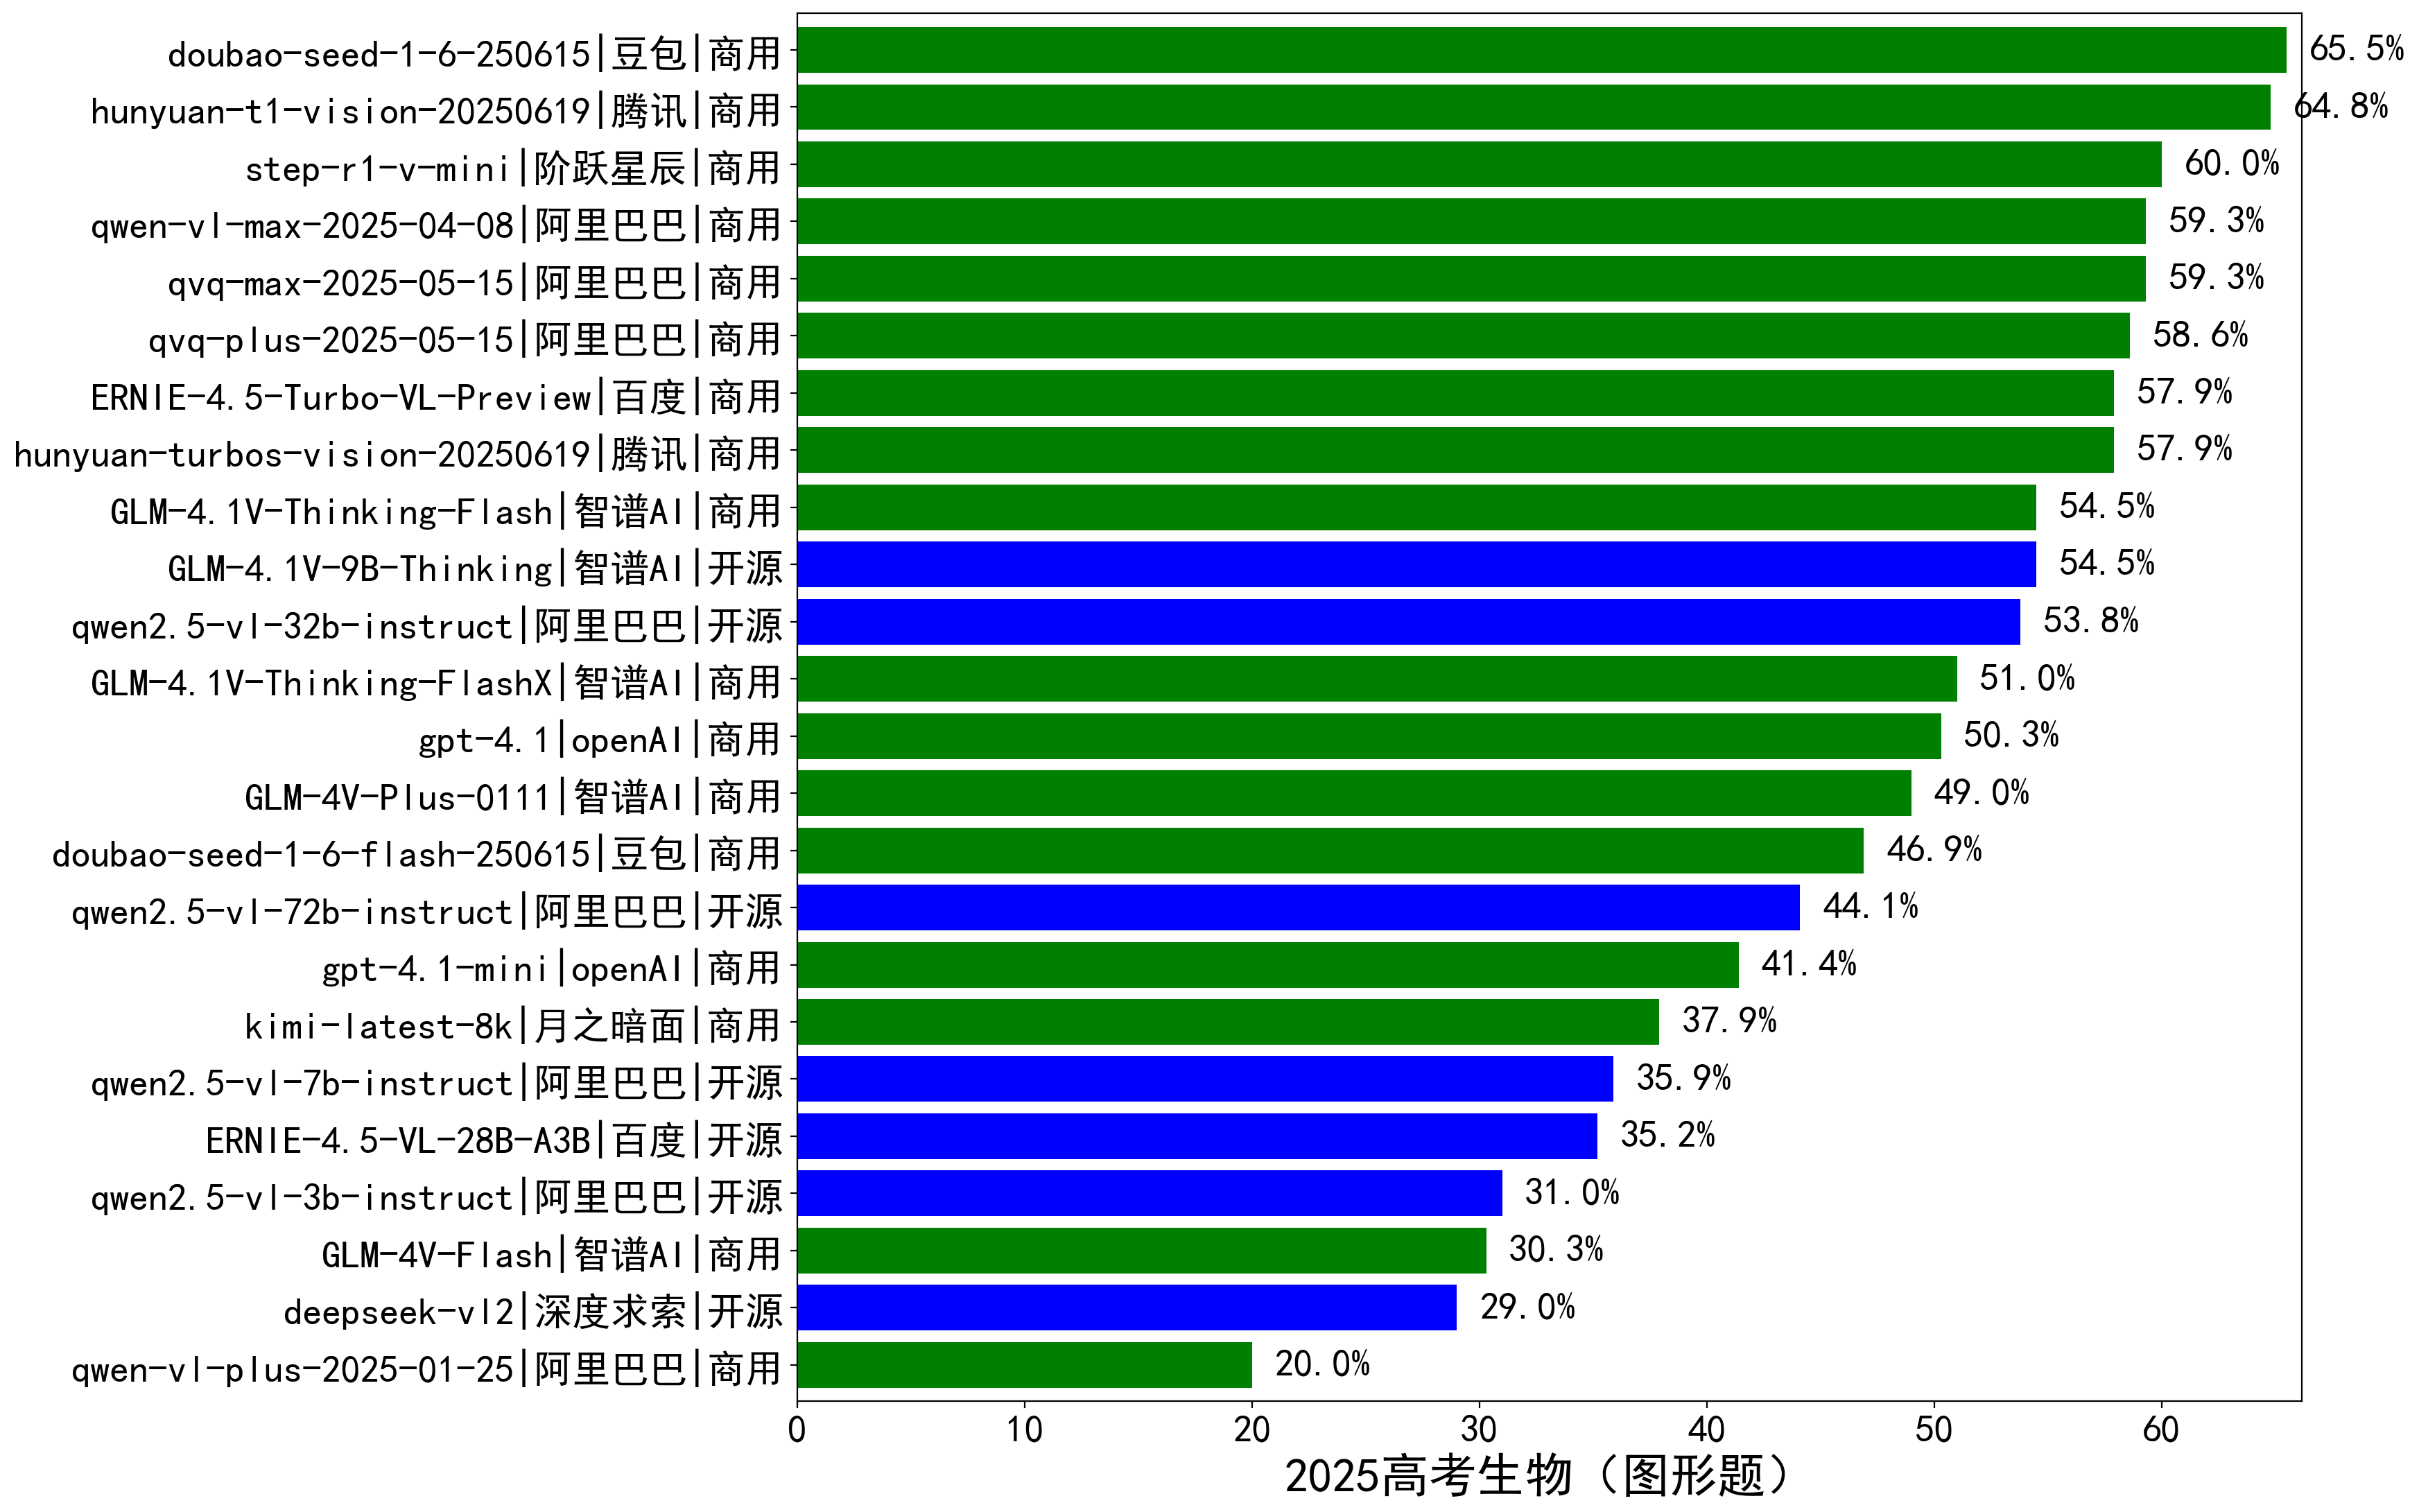 doubao-seed-1-6-250615|豆包|商用 65.5%
hunyuan-t1-vision-20250619|腾讯|商用 64.8%
step-r1-v-mini|阶跃星辰|商用 60.0%
qwen-vl-max-2025-04-08|阿里巴巴|商用 59.3%
qvq-max-2025-05-15|阿里巴巴|商用 59.3%
qvq-plus-2025-05-15|阿里巴巴|商用 58.6%
ERNIE-4.5-Turbo-VL-Preview|百度|商用 57.9%
hunyuan-turbos-vision-20250619|腾讯|商用 57.9%
GLM-4.1V-Thinking-Flash|智谱AI|商用 54.5%
GLM-4.1V-9B-Thinking|智谱AI|开源 54.5%
qwen2.5-vl-32b-instruct|阿里巴巴|开源 53.8%
GLM-4.1V-Thinking-FlashX|智谱AI|商用 51.0%
gpt-4.1|openAI|商用 50.3%
GLM-4V-Plus-0111|智谱AI|商用 49.0%
doubao-seed-1-6-flash-250615|豆包|商用 46.9%
qwen2.5-vl-72b-instruct|阿里巴巴|开源 44.1%
gpt-4.1-mini|openAI|商用 41.4%
kimi-latest-8k|月之暗面|商用 37.9%
qwen2.5-vl-7b-instruct|阿里巴巴|开源 35.9%
ERNIE-4.5-VL-28B-A3B|百度|开源 35.2%
qwen2.5-vl-3b-instruct|阿里巴巴|开源 31.0%
GLM-4V-Flash|智谱AI|商用 30.3%
deepseek-vl2|深度求索|开源 29.0%
qwen-vl-plus-2025-01-25|阿里巴巴|商用 20.0%
0 10 20 30 40 50 60
2025高考生物（图形题）